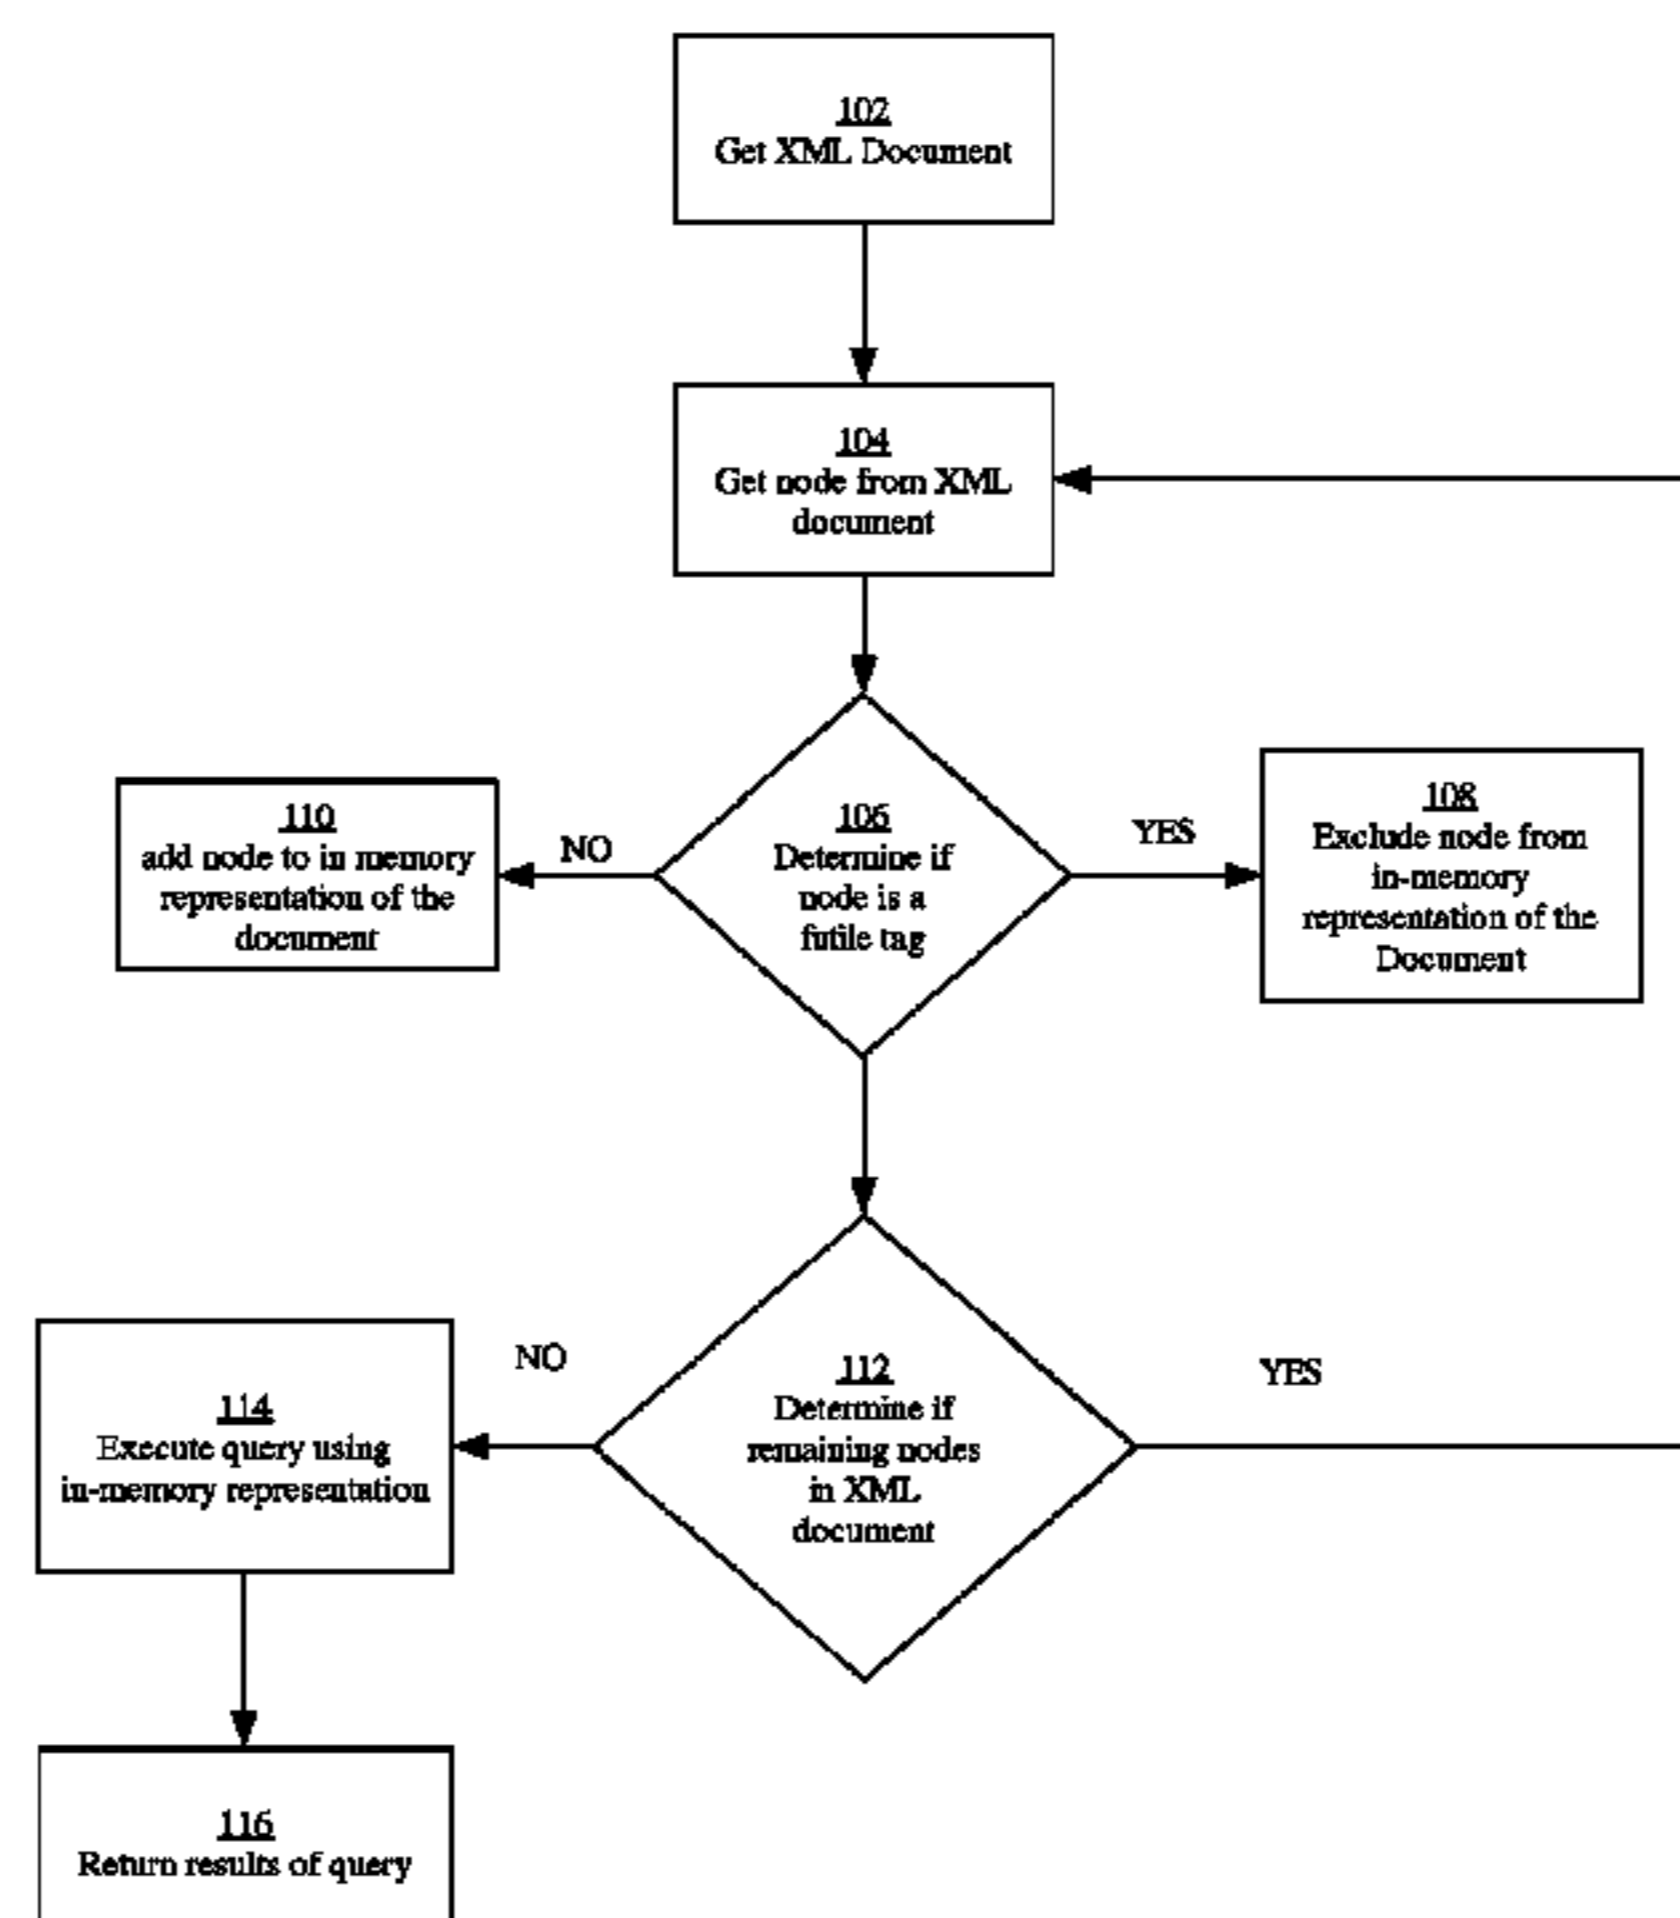 102
Get XML Document
104
Get node from XML
document
110
add node to in memory
representation of the
document
NO
106
Determine if
node is a
futile tag
YES
108
Exclude node from
in-memory
representation of the
Document
114
Execute query using
in-memory representation
NO
112
Determine if
remaining nodes
in XML
document
YES
116
Return results of query